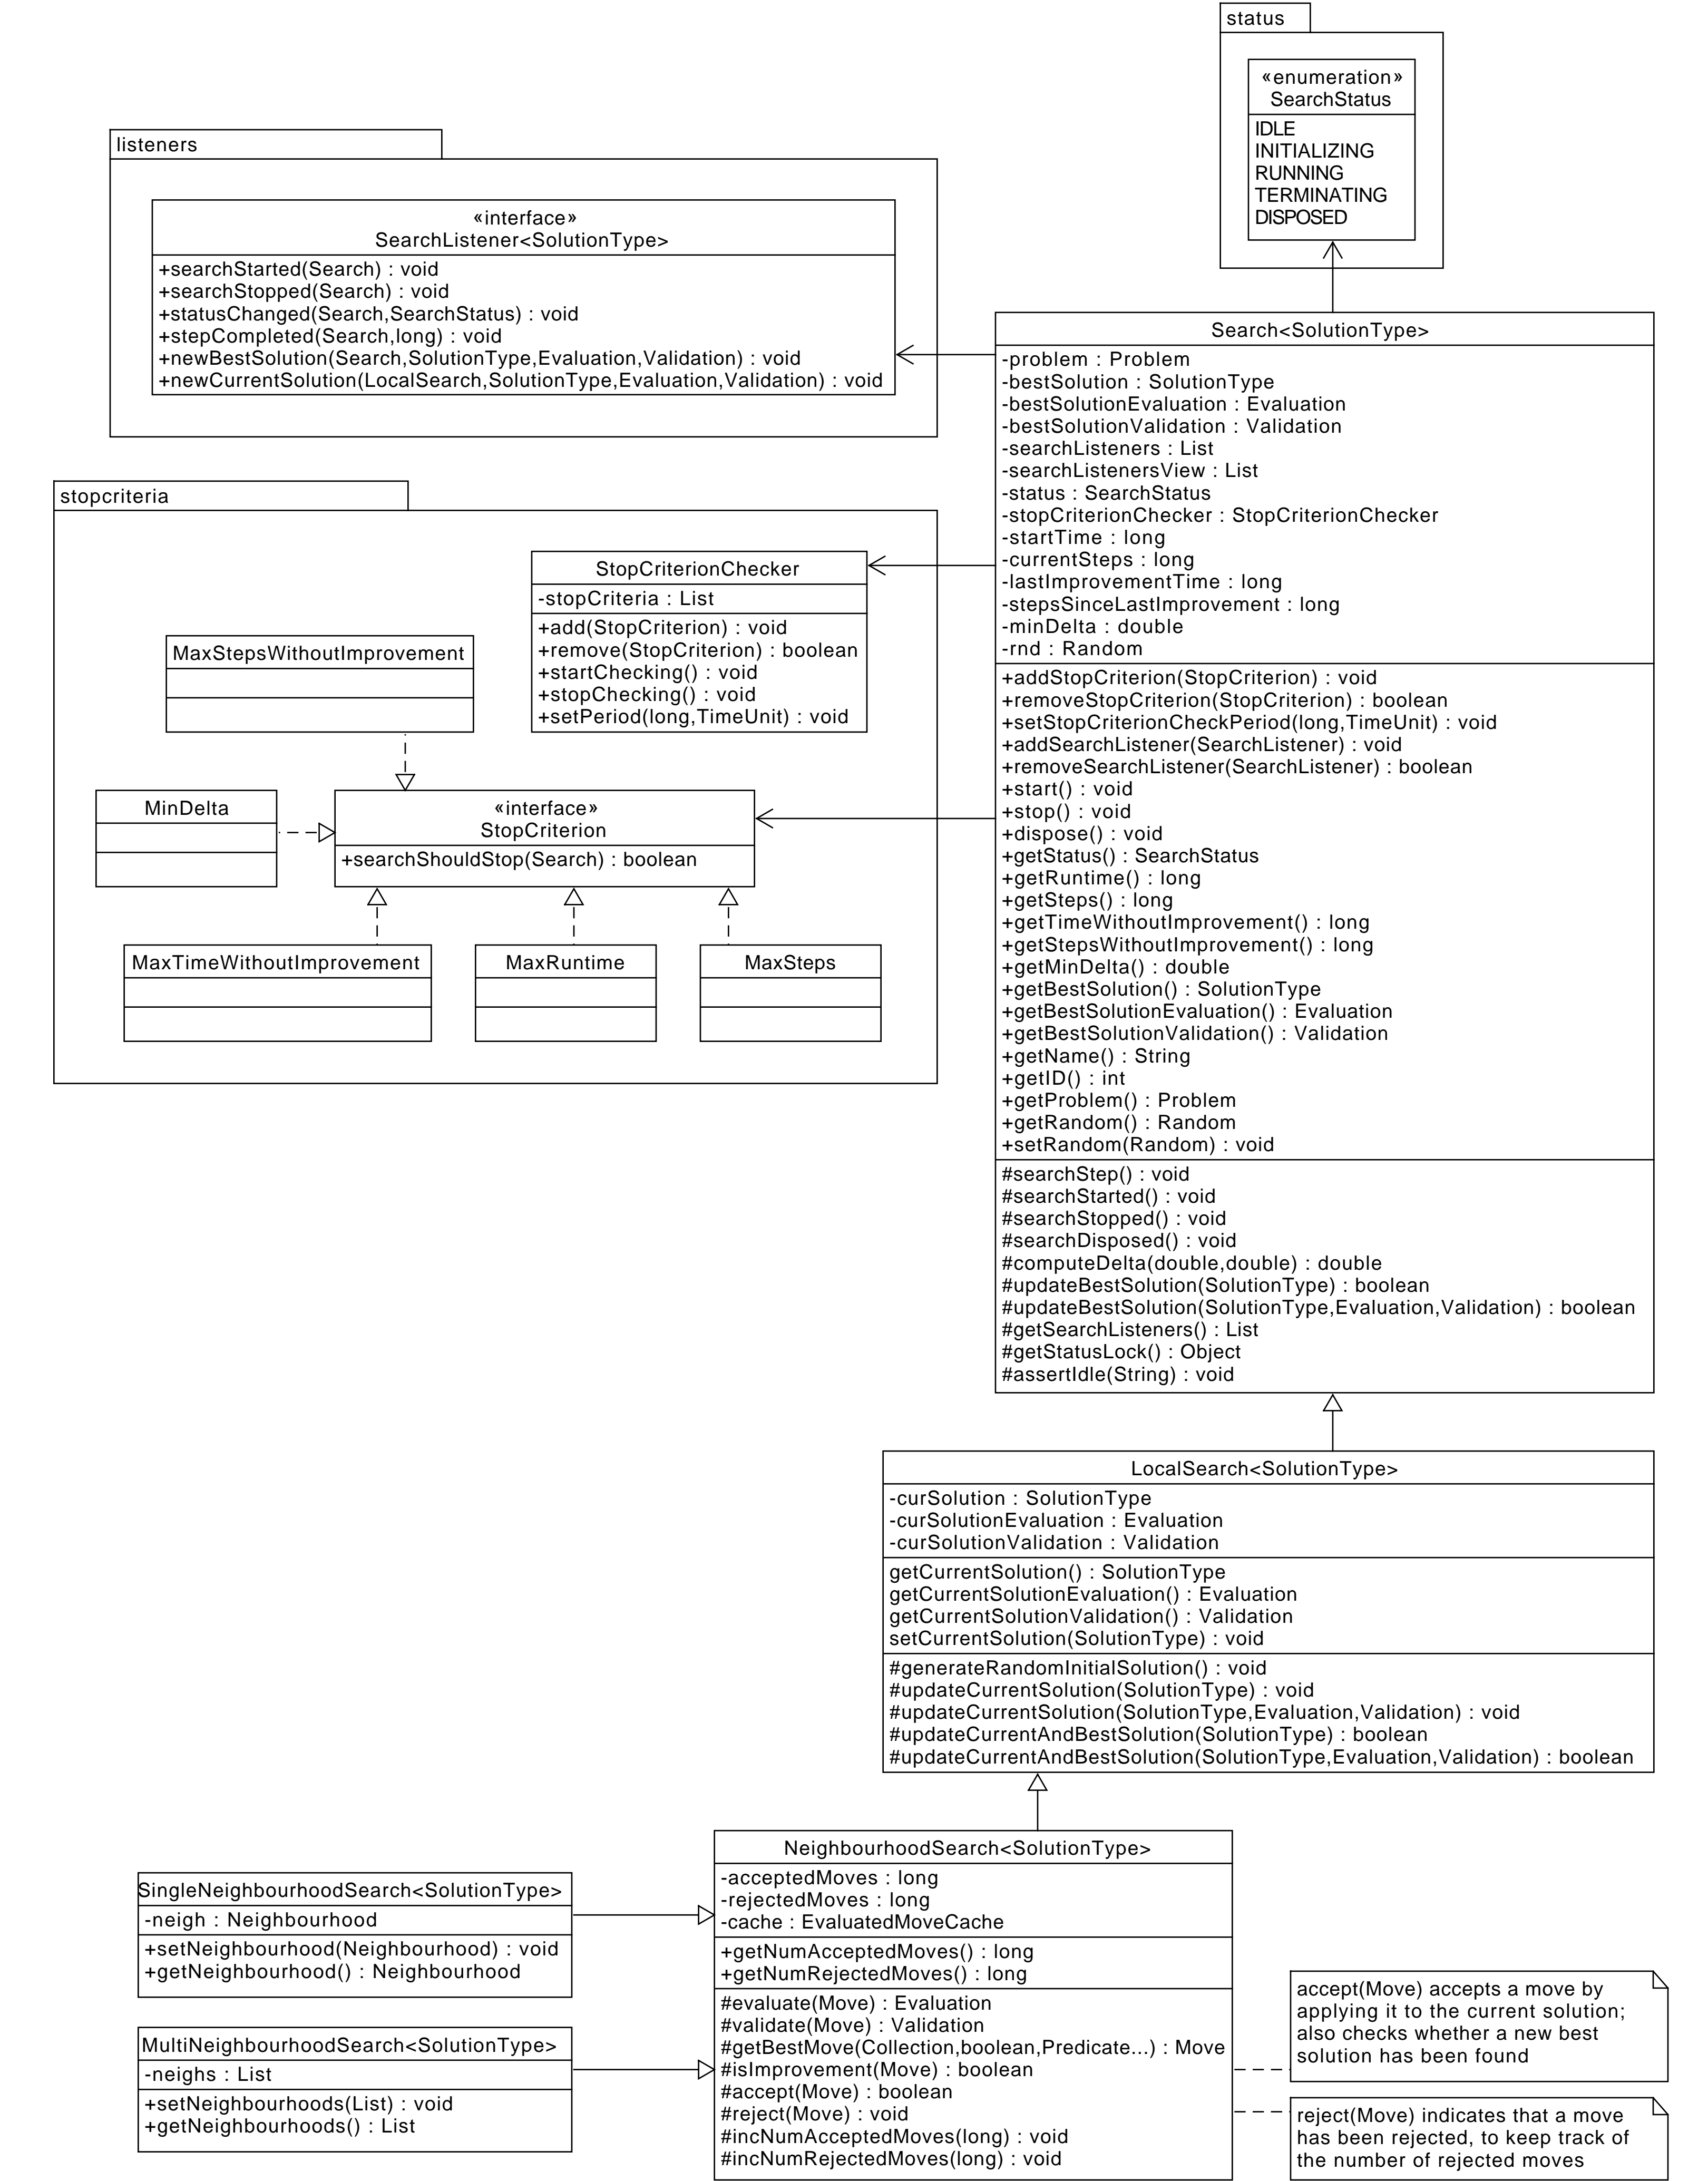 status
«enumeration»
SearchStatus
IDLE
INITIALIZING
RUNNING
TERMINATING
DISPOSED
listeners
«interface»
SearchListener<SolutionType>
+searchStarted(Search) : void
+searchStopped(Search) : void
+statusChanged(Search,SearchStatus) : void
+stepCompleted(Search,long) : void
+newBestSolution(Search,SolutionType,Evaluation,Validation) : void
+newCurrentSolution(LocalSearch,SolutionType,Evaluation,Validation) : void
Search<SolutionType>
-problem : Problem
-bestSolution : SolutionType
-bestSolutionEvaluation : Evaluation
-bestSolutionValidation : Validation
-searchListeners : List
-searchListenersView : List
-status : SearchStatus
-stopCriterionChecker : StopCriterionChecker
-startTime : long
-currentSteps : long
-lastImprovementTime : long
-stepsSinceLastImprovement : long
-minDelta : double
-rnd : Random
+addStopCriterion(StopCriterion) : void
+removeStopCriterion(StopCriterion) : boolean
+setStopCriterionCheckPeriod(long,TimeUnit) : void
+addSearchListener(SearchListener) : void
+removeSearchListener(SearchListener) : boolean
+start() : void
+stop() : void
+dispose() : void
+getStatus() : SearchStatus
+getRuntime() : long
+getSteps() : long
+getTimeWithoutImprovement() : long
+getStepsWithoutImprovement() : long
+getMinDelta() : double
+getBestSolution() : SolutionType
+getBestSolutionEvaluation() : Evaluation
+getBestSolutionValidation() : Validation
+getName() : String
+getID() : int
+getProblem() : Problem
+getRandom() : Random
+setRandom(Random) : void
#searchStep() : void
#searchStarted() : void
#searchStopped() : void
#searchDisposed() : void
#computeDelta(double,double) : double
#updateBestSolution(SolutionType) : boolean
#updateBestSolution(SolutionType,Evaluation,Validation) : boolean
#getSearchListeners() : List
#getStatusLock() : Object
#assertIdle(String) : void
stopcriteria
StopCriterionChecker
-stopCriteria : List
+add(StopCriterion) : void
+remove(StopCriterion) : boolean
+startChecking() : void
+stopChecking() : void
+setPeriod(long,TimeUnit) : void
MaxStepsWithoutImprovement
MinDelta
«interface»
StopCriterion
+searchShouldStop(Search) : boolean
MaxTimeWithoutImprovement
MaxRuntime
MaxSteps
LocalSearch<SolutionType>
-curSolution : SolutionType
-curSolutionEvaluation : Evaluation
-curSolutionValidation : Validation
getCurrentSolution() : SolutionType
getCurrentSolutionEvaluation() : Evaluation
getCurrentSolutionValidation() : Validation
setCurrentSolution(SolutionType) : void
#generateRandomInitialSolution() : void
#updateCurrentSolution(SolutionType) : void
#updateCurrentSolution(SolutionType,Evaluation,Validation) : void
#updateCurrentAndBestSolution(SolutionType) : boolean
#updateCurrentAndBestSolution(SolutionType,Evaluation,Validation) : boolean
NeighbourhoodSearch<SolutionType>
-acceptedMoves : long
-rejectedMoves : long
-cache : EvaluatedMoveCache
+getNumAcceptedMoves() : long
+getNumRejectedMoves() : long
#evaluate(Move) : Evaluation
#validate(Move) : Validation
#getBestMove(Collection,boolean,Predicate...) : Move
#isImprovement(Move) : boolean
#accept(Move) : boolean
#reject(Move) : void
#incNumAcceptedMoves(long) : void
#incNumRejectedMoves(long) : void
SingleNeighbourhoodSearch<SolutionType>
-neigh : Neighbourhood
+setNeighbourhood(Neighbourhood) : void
+getNeighbourhood() : Neighbourhood
MultiNeighbourhoodSearch<SolutionType>
-neighs : List
+setNeighbourhoods(List) : void
+getNeighbourhoods() : List
accept(Move) accepts a move by
applying it to the current solution;
also checks whether a new best
solution has been found
reject(Move) indicates that a move
has been rejected, to keep track of
the number of rejected moves